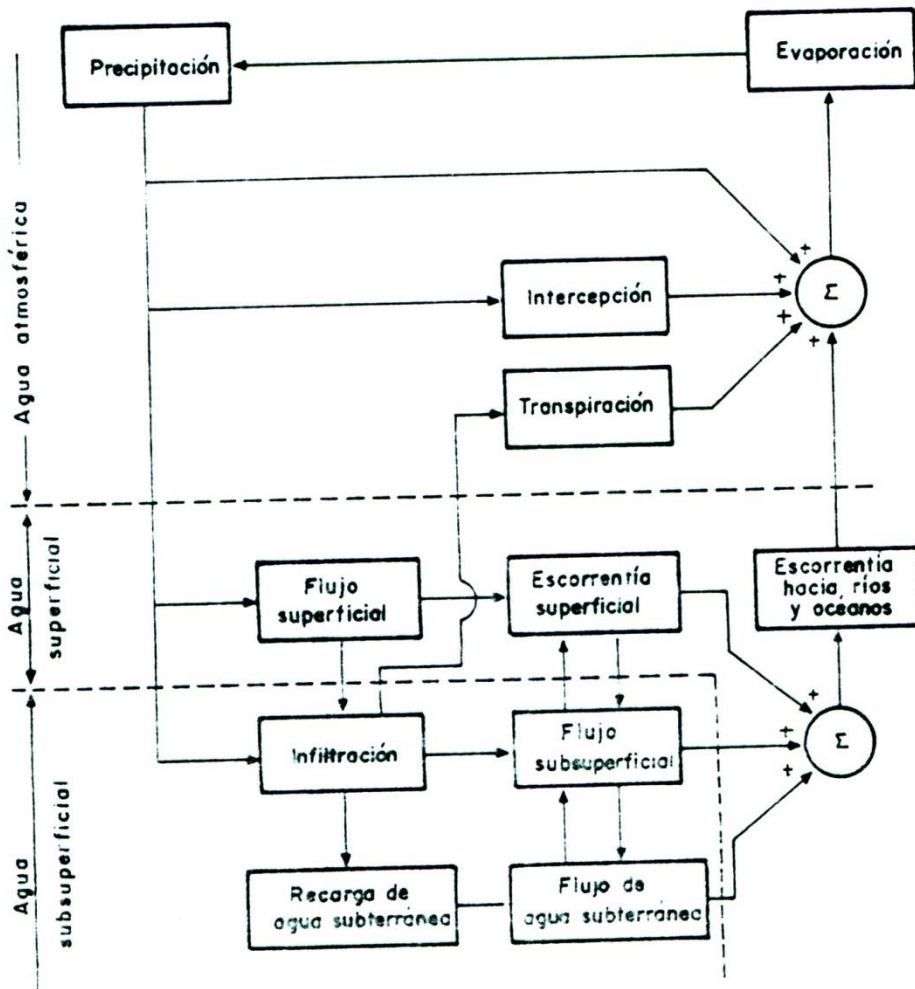 Precipitación
Evaporación
Agua atmosférica
+
+
Σ
+
+
Intercepción
Transpiración
Agua
superficial
Flujo
superficial
Escorrentía
superficial
Escorrentía
hacia, ríos
y oceanos
Agua
subsuperficial
Infiltración
Flujo
subsuperficial
+
+
Σ
+
Recarga de
agua subterránea
Flujo de
agua subterránea